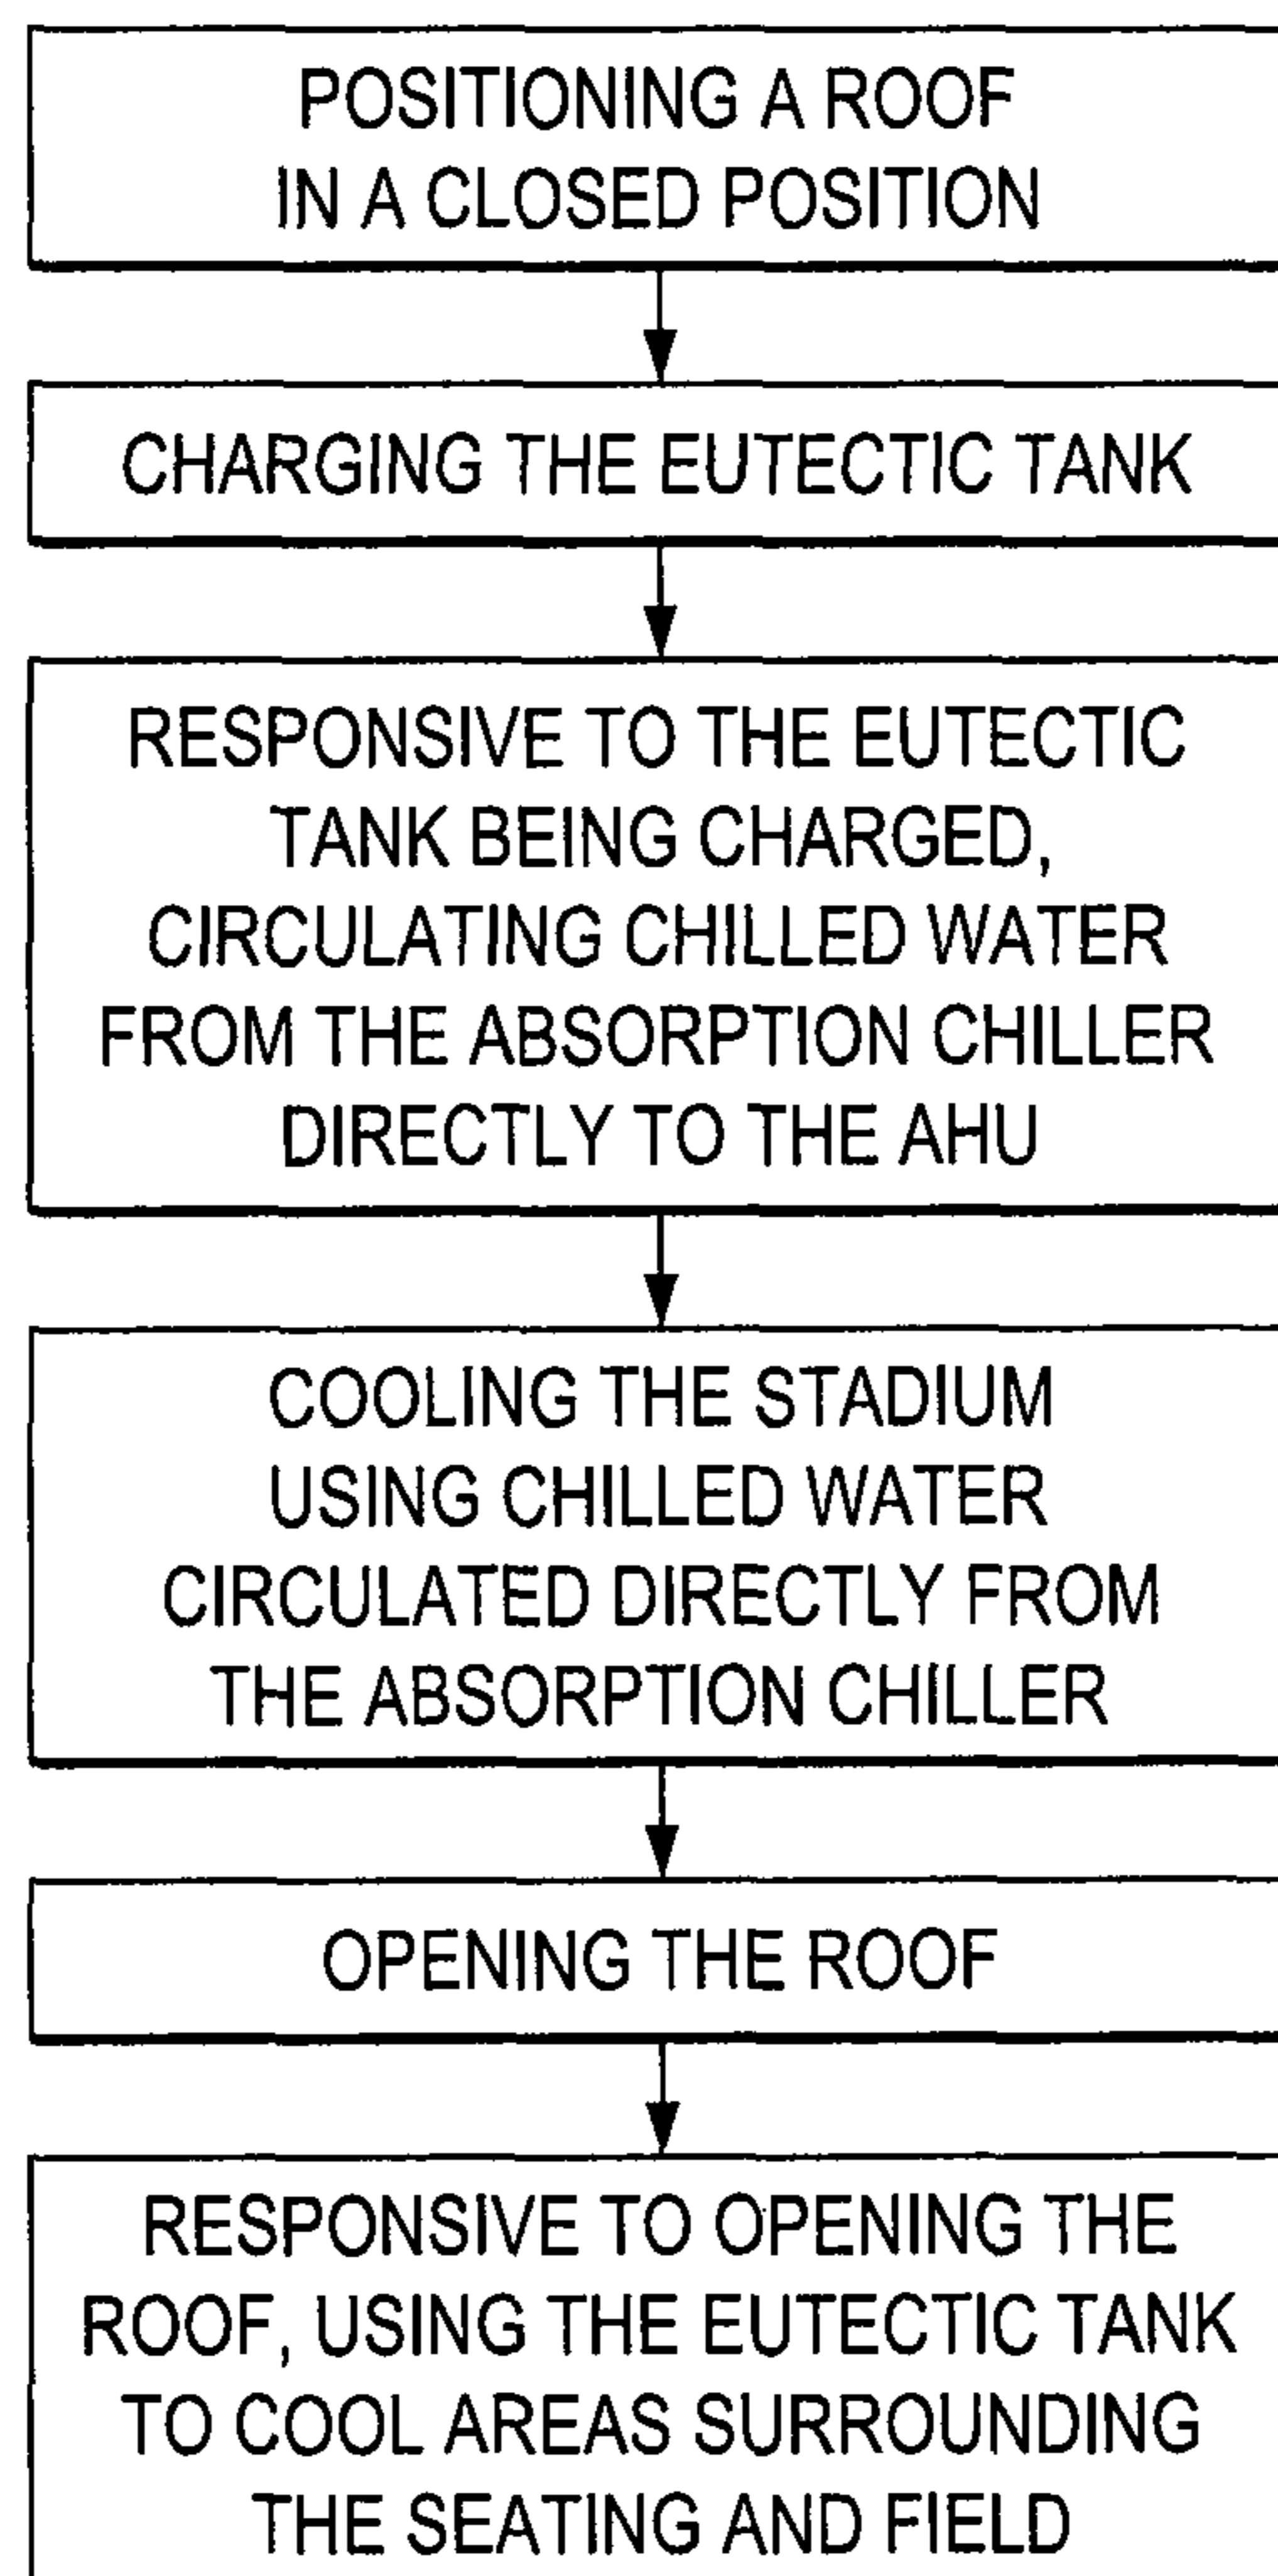 POSITIONING A ROOF
IN A CLOSED POSITION
CHARGING THE EUTECTIC TANK
RESPONSIVE TO THE EUTECTIC
TANK BEING CHARGED,
CIRCULATING CHILLED WATER
FROM THE ABSORPTION CHILLER
DIRECTLY TO THE AHU
COOLING THE STADIUM
USING CHILLED WATER
CIRCULATED DIRECTLY FROM
THE ABSORPTION CHILLER
OPENING THE ROOF
RESPONSIVE TO OPENING THE
ROOF, USING THE EUTECTIC TANK
TO COOL AREAS SURROUNDING
THE SEATING AND FIELD